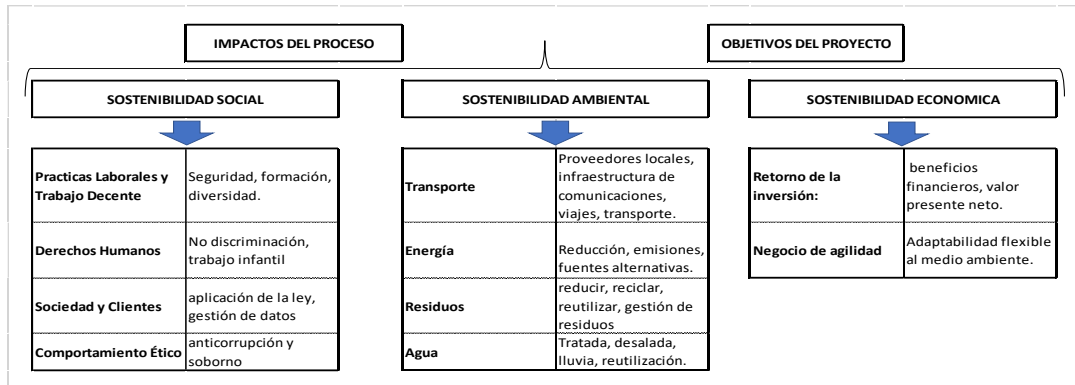 IMPACTOS DEL PROCESO
OBJETIVOS DEL PROYECTO
SOSTENIBILIDAD SOCIAL
Practicas Laborales y
Trabajo Decente
Seguridad, formación,
diversidad.
Derechos Humanos
No discriminación,
trabajo infantil
Sociedad y Clientes
aplicación de la ley,
gestión de datos
Comportamiento Ético
anticorrupción y
soborno
SOSTENIBILIDAD AMBIENTAL
Transporte
Proveedores locales,
infraestructura de
comunicaciones,
viajes, transporte.
Energía
Reducción, emisiones,
fuentes alternativas.
Residuos
reducir, reciclar,
reutilizar, gestión de
residuos
Agua
Tratada, desalada,
lluvia, reutilización.
SOSTENIBILIDAD ECONOMICA
Retorno de la
inversión:
beneficios
financieros, valor
presente neto.
Negocio de agilidad
Adaptabilidad flexible
al medio ambiente.